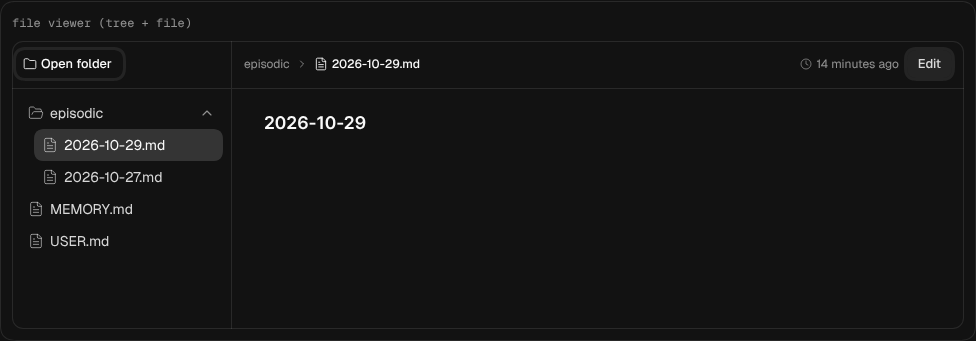 file viewer (tree + file)
Open folder
episodic
2026-10-29.md
2026-10-27.md
MEMORY.md
USER.md
episodic > 2026-10-29.md
14 minutes ago
Edit
2026-10-29